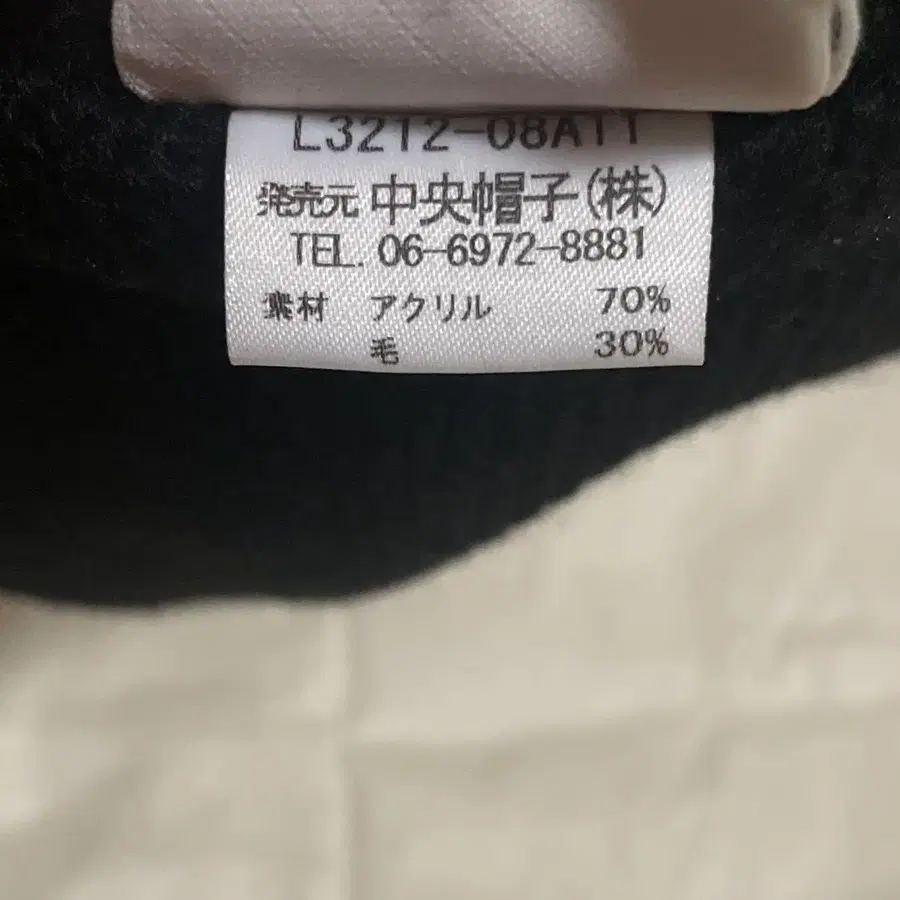 L3212-08A11
発売元 中央帽子(株)
TEL. 06-6972-8881
素材 アクリル 70%
毛 30%